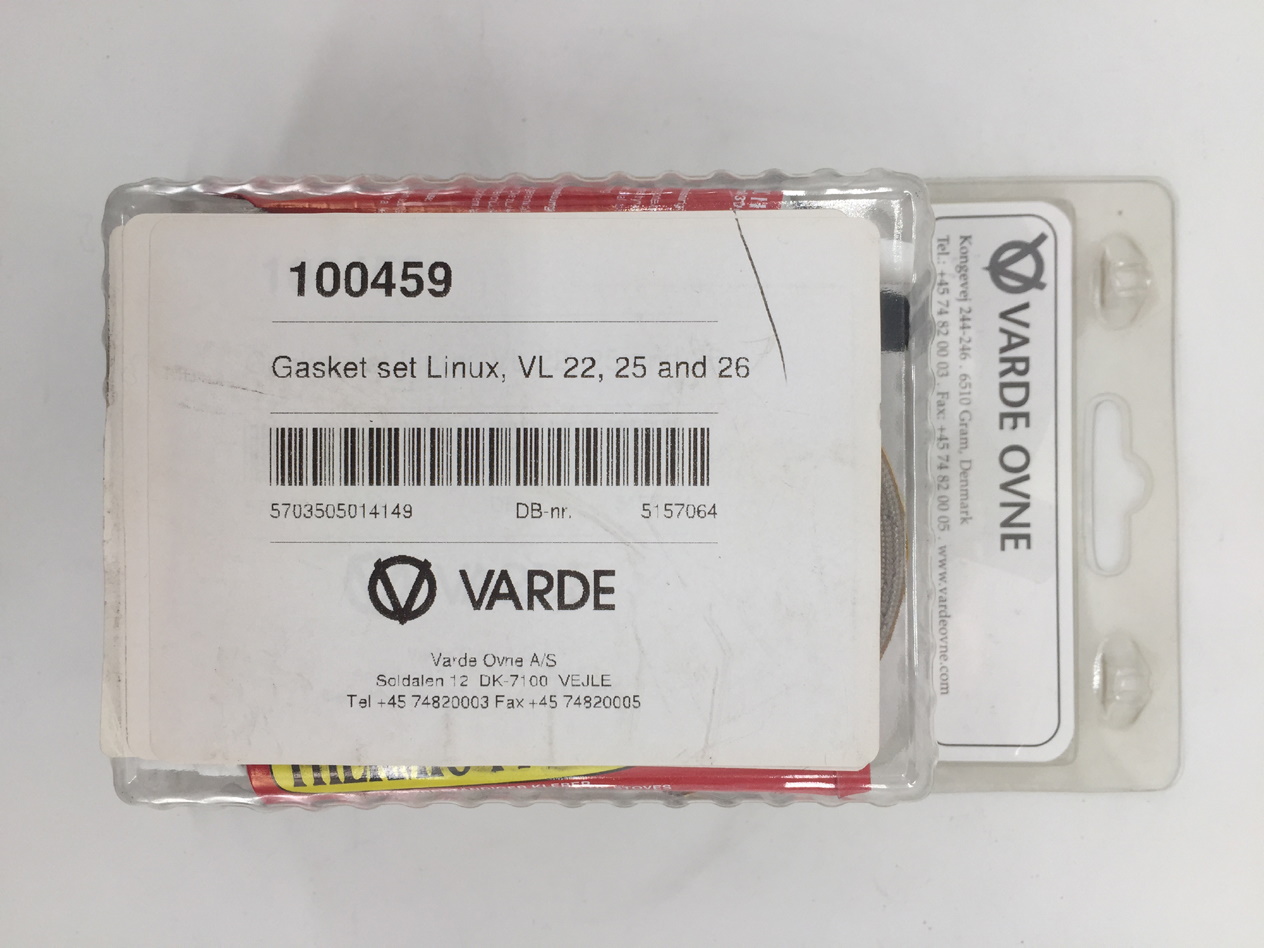 100459
Gasket set Linux, VL 22, 25 and 26
5703505014149 DB-nr. 5157064
VARDE
Varde Ovne A/S
Soldalen 12 DK-7100 VEJLE
Tel +45 74820003 Fax +45 74820005
VARDE OVNE
Kongevej 244-246 . 6510 Gram, Denmark
Tel.: +45 74 82 00 03 . Fax: +45 74 82 00 05 . www.vardeovne.com
KLEBER
STOVES